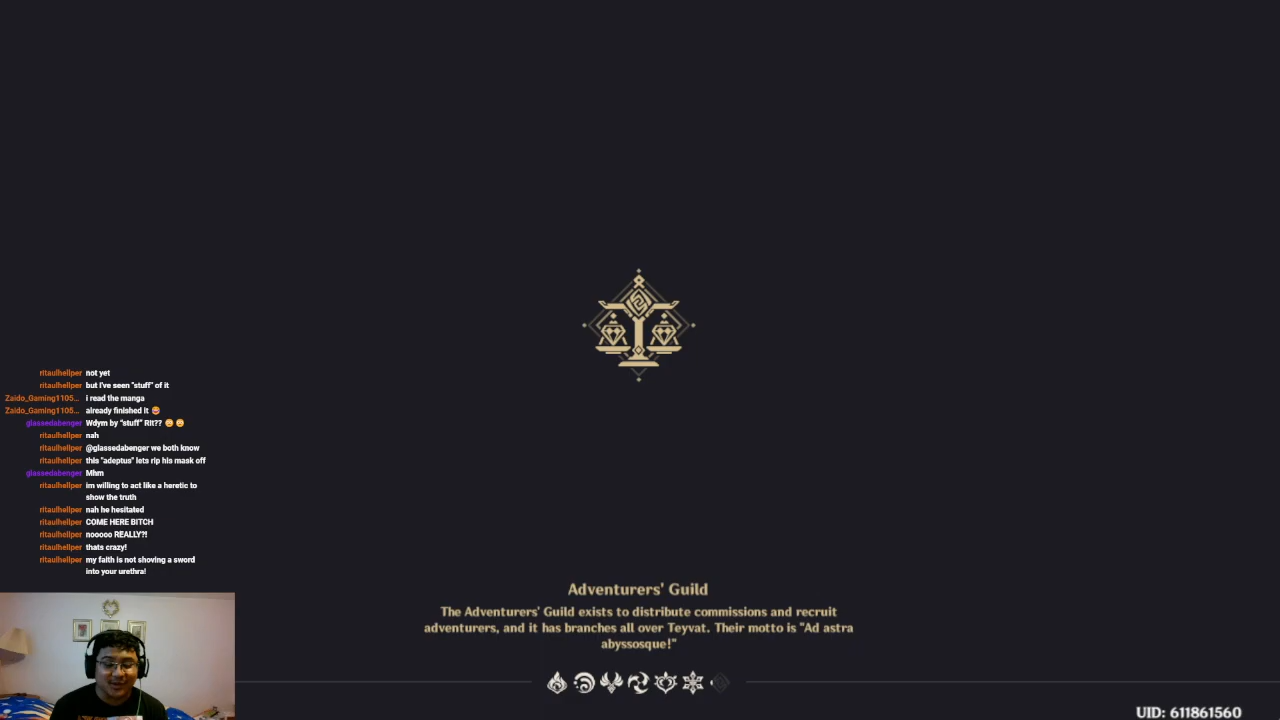 ritaulhellper not yet
ritaulhellper but I've seen "stuff" of it
Zaido_Gaming1105... i read the manga
Zaido_Gaming1105... already finished it
glassedabenger Wdym by "stuff" Rit??
ritaulhellper nah
ritaulhellper @glassedabenger we both know
ritaulhellper this "adeptus" lets rip his mask off
glassedabenger Mhm
ritaulhellper im willing to act like a heretic to
show the truth
ritaulhellper nah he hesitated
ritaulhellper COME HERE BITCH
ritaulhellper nooooo REALLY?!
ritaulhellper thats crazy!
ritaulhellper my faith is not shoving a sword
into your urethra!
Adventurers' Guild
The Adventurers' Guild exists to distribute commissions and recruit
adventurers, and it has branches all over Teyvat. Their motto is "Ad astra
abyssosque!"
UID: 611861560